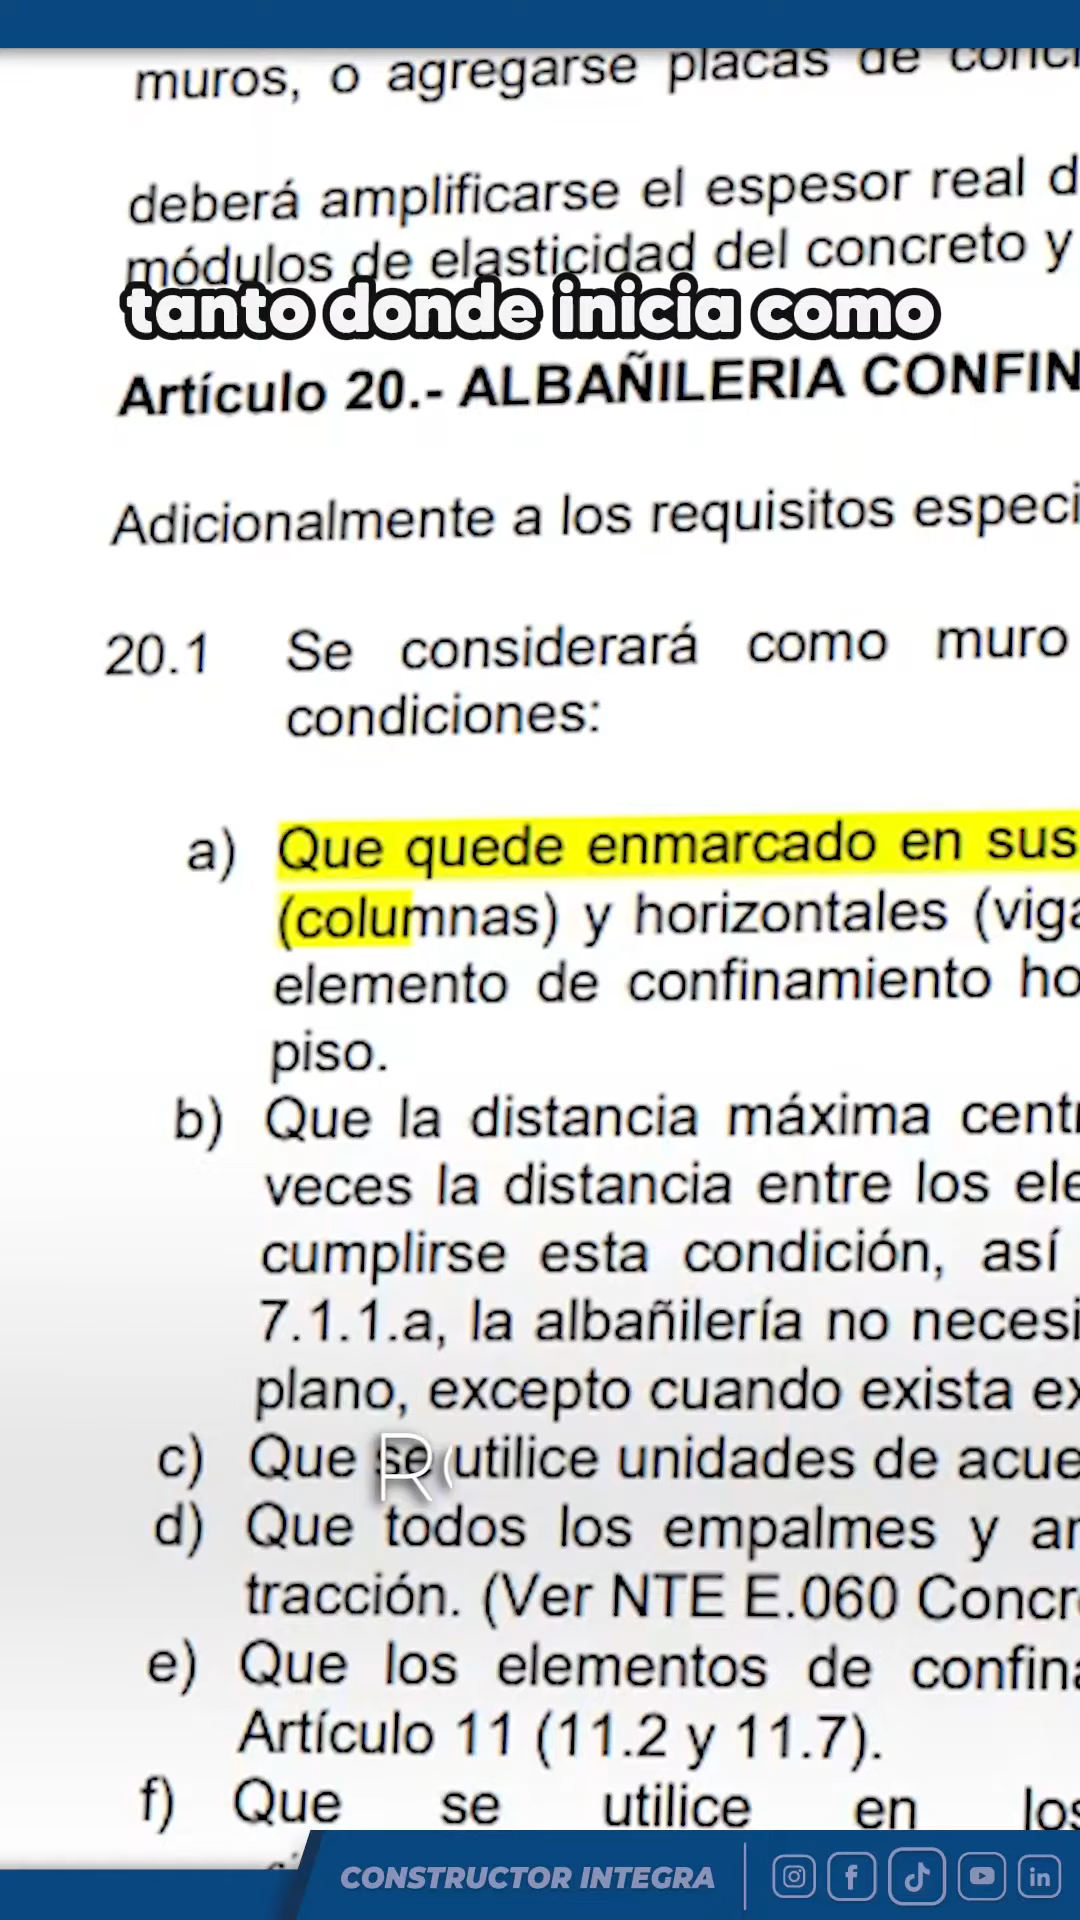 muros, o agregarse placas de
deberá amplificarse el espesor real d
módulos de elasticidad del concreto y
tanto donde inicia como
Artículo 20.- ALBAÑILERIA CONFIN
Adicionalmente a los requisitos especi
20.1 Se considerará como muro
condiciones:
a) Que quede enmarcado en sus
(columnas) y horizontales (viga
elemento de confinamiento ho
piso.
b) Que la distancia máxima cent
veces la distancia entre los ele
cumplirse esta condición, así
7.1.1.a, la albañilería no necesi
plano, excepto cuando exista ex
c) Que se utilice unidades de acue
R
d) Que todos los empalmes y an
tracción. (Ver NTE E.060 Concr
e) Que los elementos de confina
Artículo 11 (11.2 y 11.7).
f) Que se utilice en los
CONSTRUCTOR INTEGRA